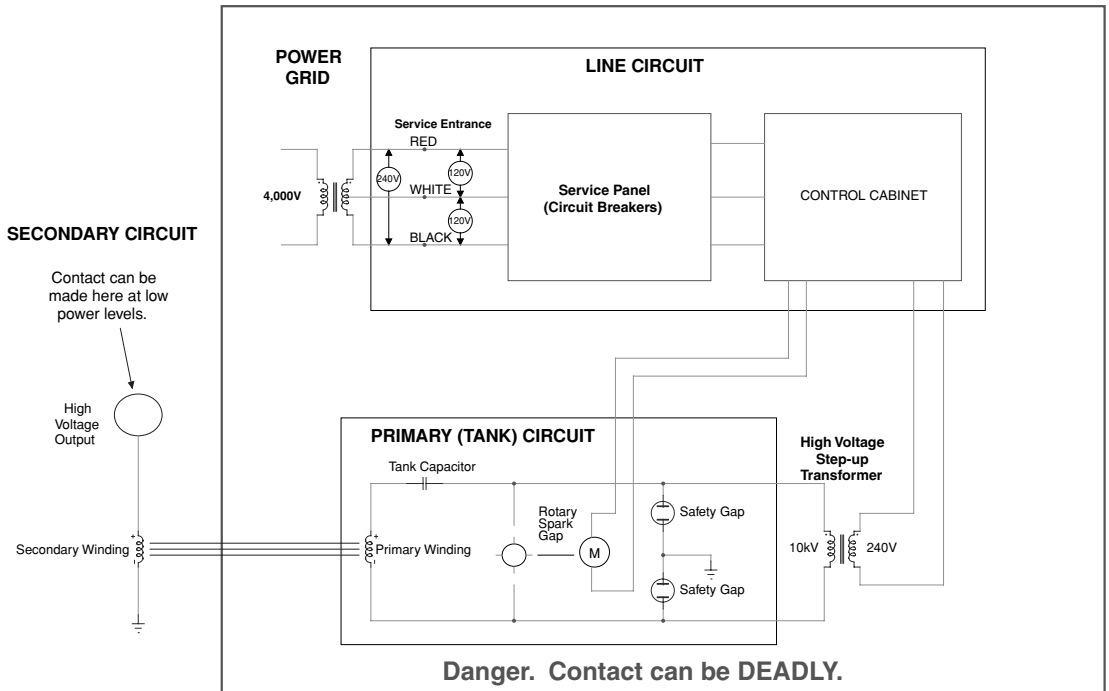 POWER
GRID
LINE CIRCUIT
Service Entrance
RED
240V
120V
WHITE
4,000V
120V
BLACK
Service Panel
(Circuit Breakers)
CONTROL CABINET
SECONDARY CIRCUIT
Contact can be
made here at low
power levels.
High
Voltage
Output
Secondary Winding
+
-
PRIMARY (TANK) CIRCUIT
Tank Capacitor
+
-
Primary Winding
Rotary
Spark
Gap
M
Safety Gap
Safety Gap
High Voltage
Step-up
Transformer
10kV
240V
Danger. Contact can be DEADLY.